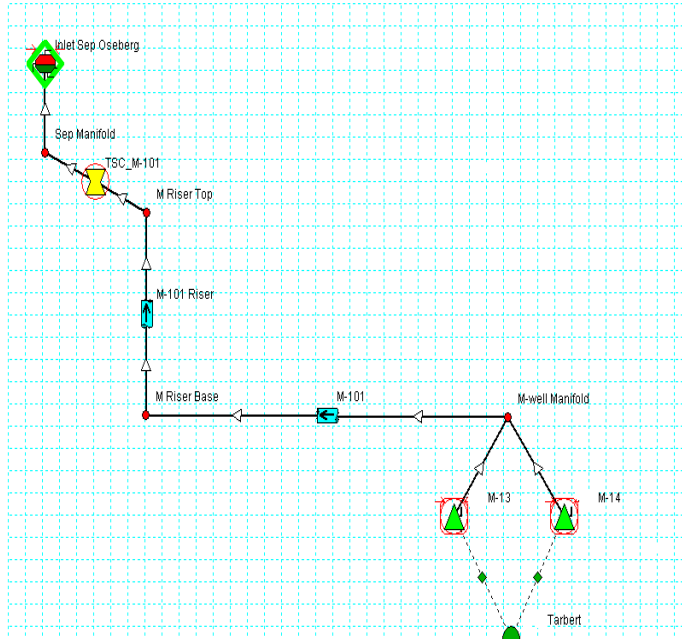 Inlet Sep Oseberg
Sep Manifold
TSC_M-101
M Riser Top
M-101 Riser
M Riser Base
M-101
M-well Manifold
M-13
M-14
Tarbert